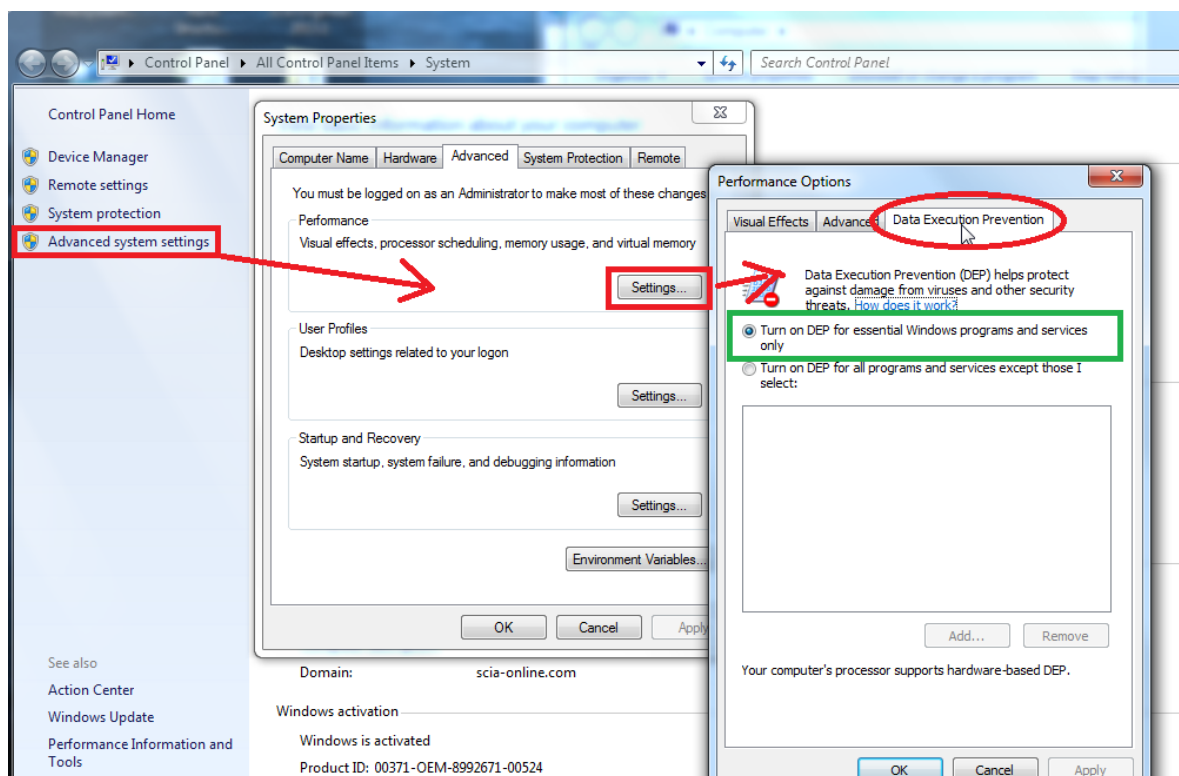 Control Panel
All Control Panel Items
System
Search Control Panel
Control Panel Home
Device Manager
Remote settings
System protection
Advanced system settings
See also
Action Center
Windows Update
Performance Information and
Tools
System Properties
Computer Name
Hardware
Advanced
System Protection
Remote
You must be logged on as an Administrator to make most of these changes
Performance
Visual effects, processor scheduling, memory usage, and virtual memory
Settings...
User Profiles
Desktop settings related to your logon
Settings...
Startup and Recovery
System startup, system failure, and debugging information
Settings...
Environment Variables...
OK
Cancel
Apply
Domain:
scia-online.com
Windows activation
Windows is activated
Product ID: 00371-OEM-8992671-00524
Performance Options
Visual Effects
Advanced
Data Execution Prevention
Data Execution Prevention (DEP) helps protect
against damage from viruses and other security
threats. How does it work?
Turn on DEP for essential Windows programs and services
only
Turn on DEP for all programs and services except those I
select:
Add...
Remove
Your computer's processor supports hardware-based DEP.
OK
Cancel
Apply